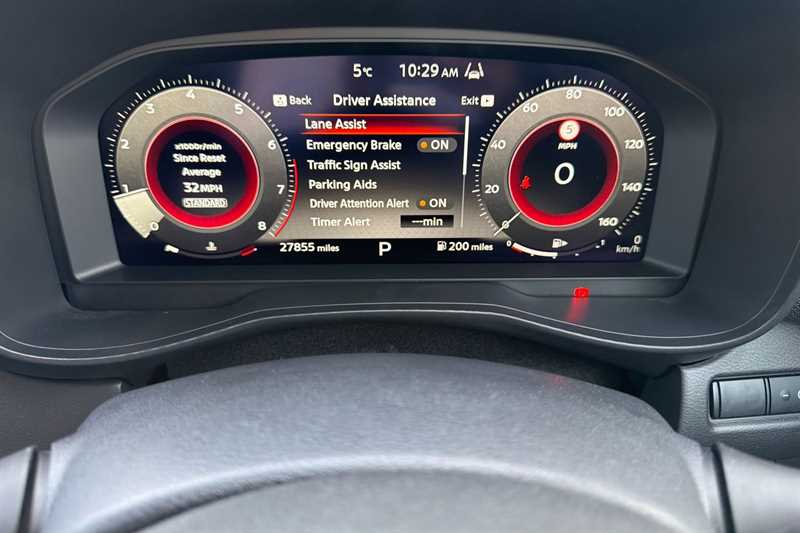 5°C 10:29 AM
Back Driver Assistance Exit
Lane Assist
Emergency Brake ON
Traffic Sign Assist
Parking Aids
Driver Attention Alert ON
Timer Alert ---min
27855 miles P 200 miles
0 1 2 3 4 5 6 7 8
x1000r/min
Since Reset
Average
32 MPH
STANDARD
0 20 40 60 80 100 120 140 160
5
MPH
0
0
km/h